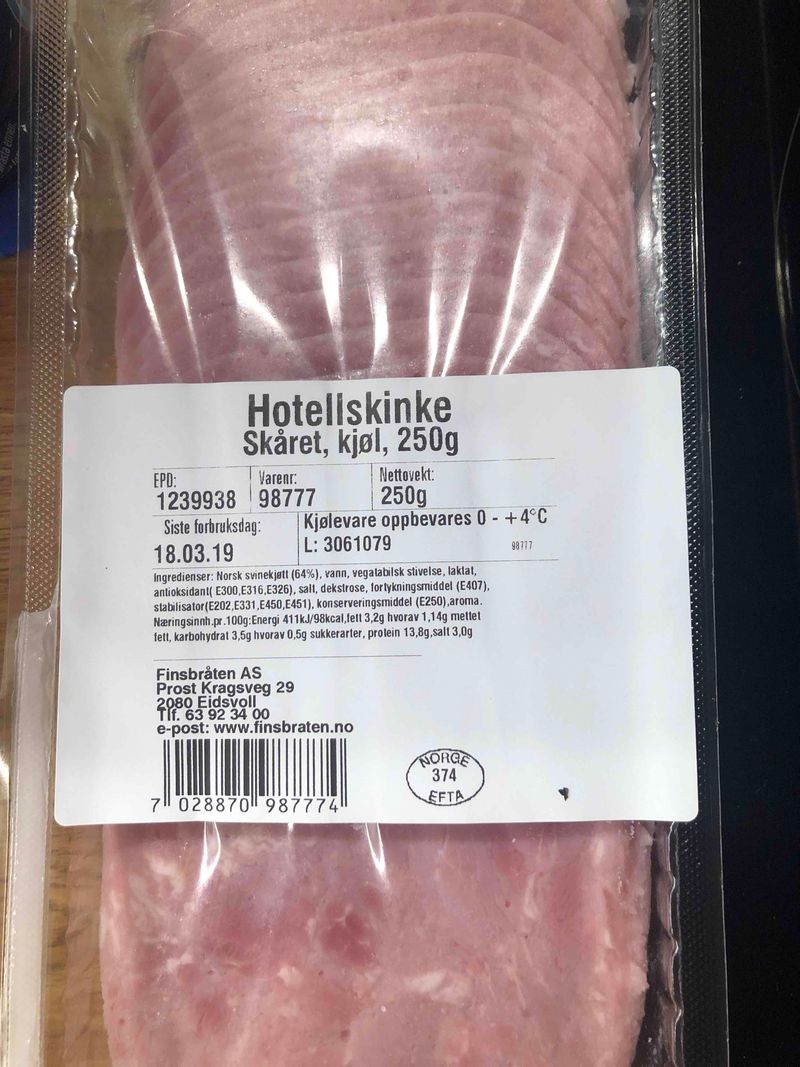 Hotellskinke
Skåret, kjøl, 250g
EPD: Varenr: Nettovekt:
1239938 98777 250g
Siste forbruksdag: Kjølevare oppbevares 0 - +4°C
18.03.19 L: 3061079 98777
Ingredienser: Norsk svinekjøtt (64%), vann, vegatabilsk stivelse, laktat,
antioksidant( E300,E316,E326), salt, dekstrose, fortykningsmiddel (E407),
stabilisator(E202,E331,E450,E451), konserveringsmiddel (E250),aroma.
Næringsinnh.pr.100g:Energi 411kJ/98kcal,fett 3,2g hvorav 1,14g mettet
fett, karbohydrat 3,5g hvorav 0,5g sukkerarter, protein 13,8g,salt 3,0g
Finsbråten AS
Prost Kragsveg 29
2080 Eidsvoll
Tlf. 63 92 34 00
e-post: www.finsbraten.no
7 028870 987774
NORGE
374
EFTA